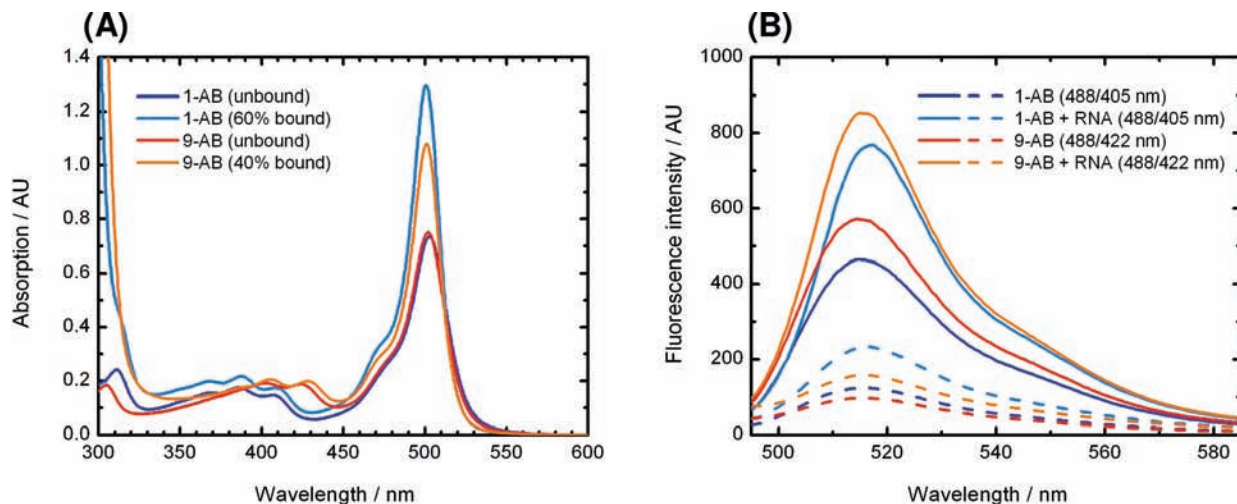 (A)
1.4
1.2
1.0
0.8
0.6
0.4
0.2
0.0
Absorption / AU
1-AB (unbound)
1-AB (60% bound)
9-AB (unbound)
9-AB (40% bound)
300 350 400 450 500 550 600
Wavelength / nm
(B)
1000
800
600
400
200
0
Fluorescence intensity / AU
1-AB (488/405 nm)
1-AB + RNA (488/405 nm)
9-AB (488/422 nm)
9-AB + RNA (488/422 nm)
500 520 540 560 580
Wavelength / nm